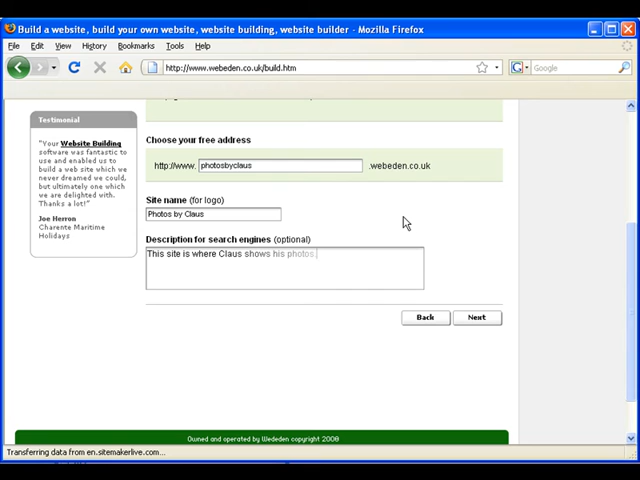 Build a website, build your own website, website building, website builder - Mozilla Firefox
File Edit View History Bookmarks Tools Help
http://www.webeden.co.uk/build.htm
Google
Testimonial
"Your Website Building
software was fantastic to
use and enabled us to
build a web site which we
never dreamed we could,
but ultimately one which
we are delighted with.
Thanks a lot!"
Joe Herron
Charente Maritime
Holidays
Choose your free address
http://www. photosbyclaus .webeden.co.uk
Site name (for logo)
Photos by Claus
Description for search engines (optional)
This site is where Claus shows his photos.
Back Next
Owned and operated by Wededen copyright 2008
Transferring data from en.sitemakerlive.com...